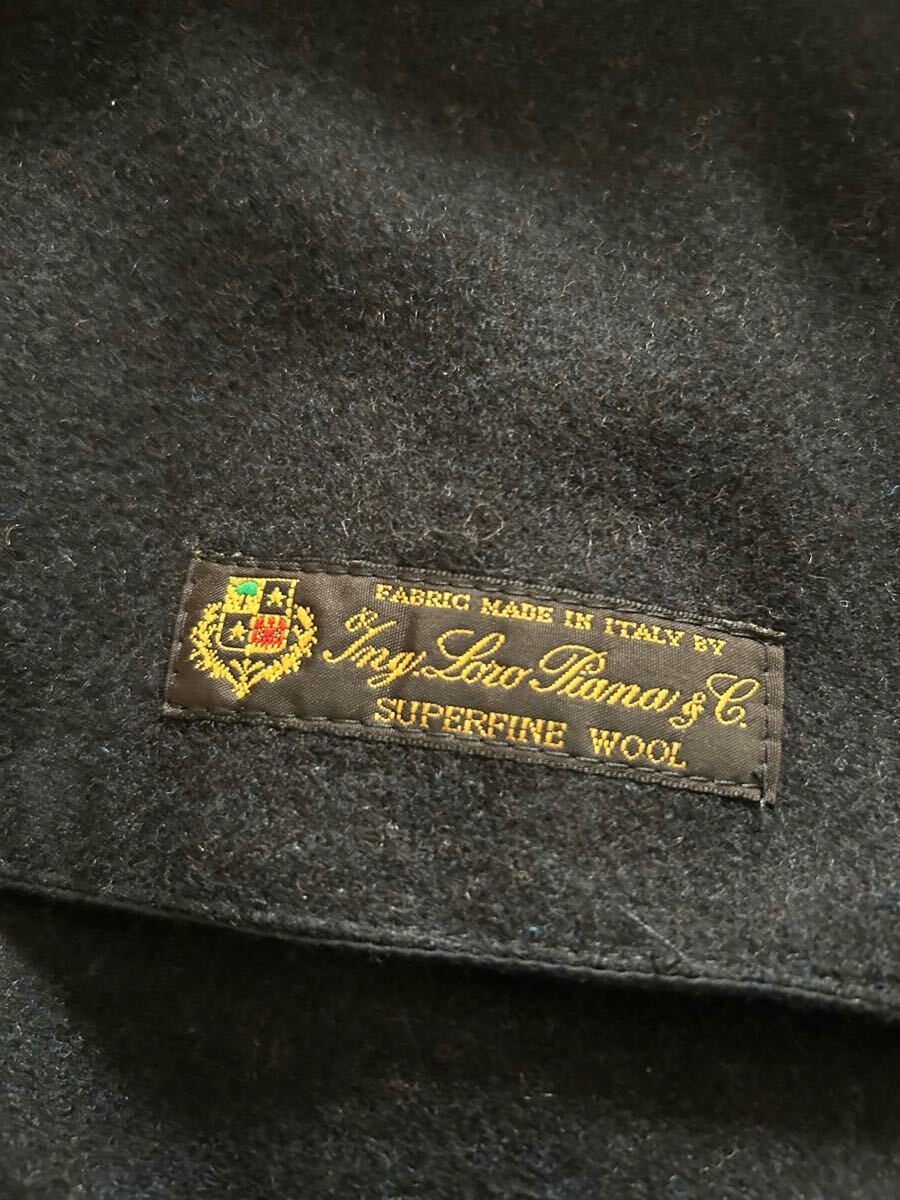 FABRIC MADE IN ITALY BY
Ing. Loro Piana & C.
SUPERFINE WOOL